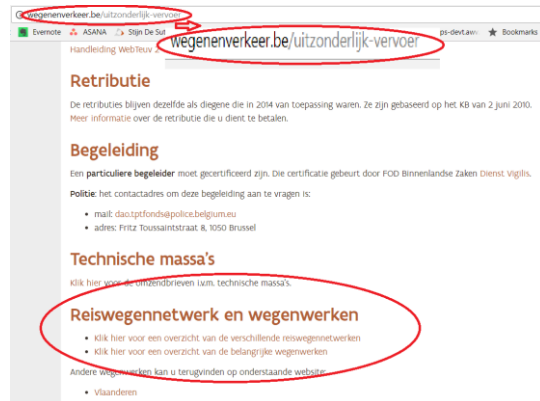 wegenenverkeer.be/uitzonderlijk-vervoer
Evernote ASANA Stijn De Sut
wegenenverkeer.be/uitzonderlijk-vervoer
ps-devt.aw Bookmarks
Handleiding WebTeuv 2
Retributie
De retributies blijven dezelfde als diegene die in 2014 van toepassing waren. Ze zijn gebaseerd op het KB van 2 juni 2010.
Meer informatie over de retributie die u dient te betalen.
Begeleiding
Een particuliere begeleider moet gecertificeerd zijn. Die certificatie gebeurt door FOD Binnenlandse Zaken Dienst Vigilis.
Politie: het contactadres om deze begeleiding aan te vragen is:
• mail: dao.tptfonds@police.belgium.eu
• adres: Fritz Toussaintstraat 8, 1050 Brussel
Technische massa's
Klik hier voor de omzendbrieven i.v.m. technische massa's.
Reiswegennetwerk en wegenwerken
• Klik hier voor een overzicht van de verschillende reiswegennetwerken
• Klik hier voor een overzicht van de belangrijke wegenwerken
Andere wegenwerken kan u terugvinden op onderstaande website:
• Vlaanderen